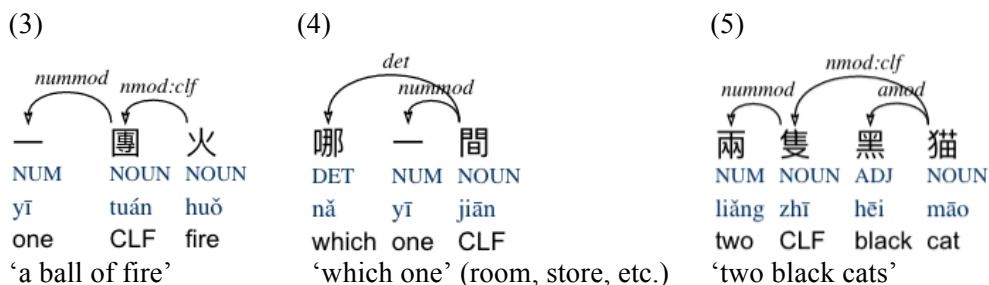 (3) (4) (5)
det nmod:clf
nummod nmod:clf nummod nummod amod
一 團 火 哪 一 間 兩 隻 黑 猫
NUM NOUN NOUN DET NUM NOUN NUM NOUN ADJ NOUN
yī tuán huǒ nǎ yī jiān liǎng zhī hēi māo
one CLF fire which one CLF two CLF black cat
‘a ball of fire’ ‘which one’ (room, store, etc.) ‘two black cats’